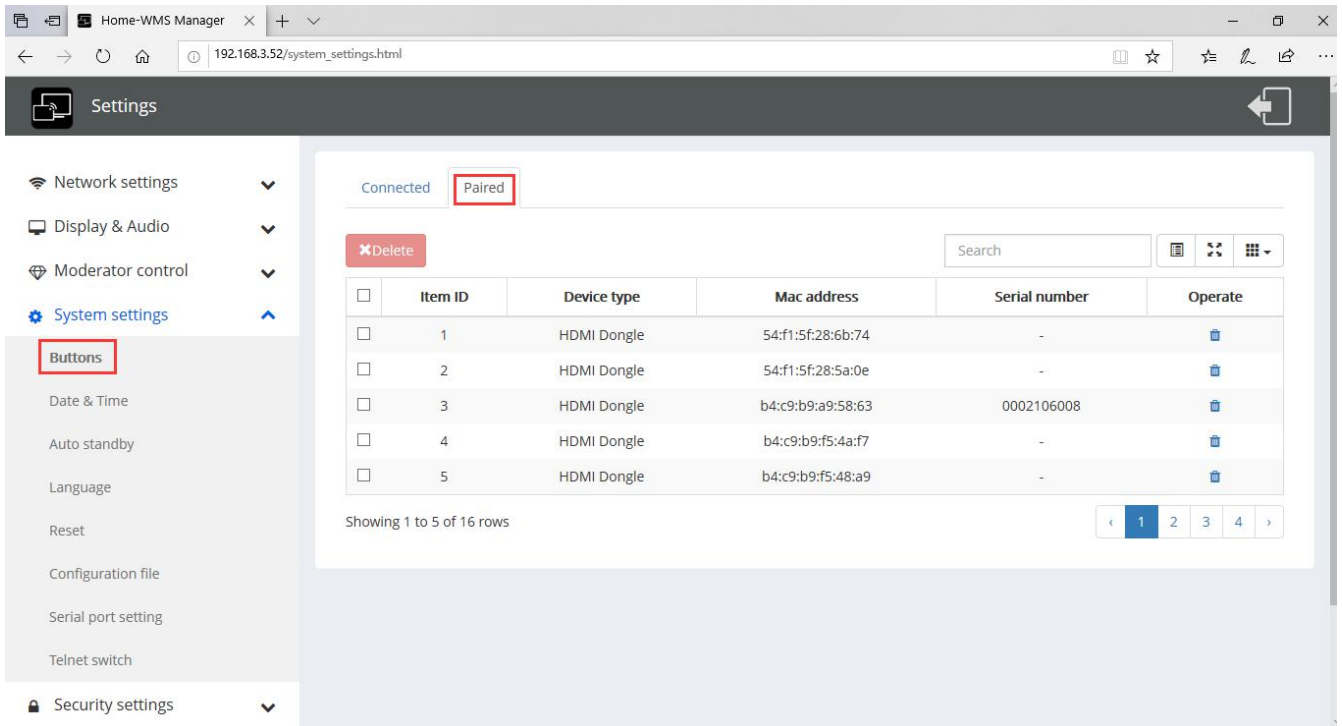 Home-WMS Manager
192.168.3.52/system_settings.html
Settings
Network settings
Display & Audio
Moderator control
System settings
Buttons
Date & Time
Auto standby
Language
Reset
Configuration file
Serial port setting
Telnet switch
Security settings
Connected Paired
Delete Search
Item ID Device type Mac address Serial number Operate
1 HDMI Dongle 54:f1:5f:28:6b:74 -
2 HDMI Dongle 54:f1:5f:28:5a:0e -
3 HDMI Dongle b4:c9:b9:a9:58:63 0002106008
4 HDMI Dongle b4:c9:b9:f5:4a:f7 -
5 HDMI Dongle b4:c9:b9:f5:48:a9 -
Showing 1 to 5 of 16 rows ‹ 1 2 3 4 ›